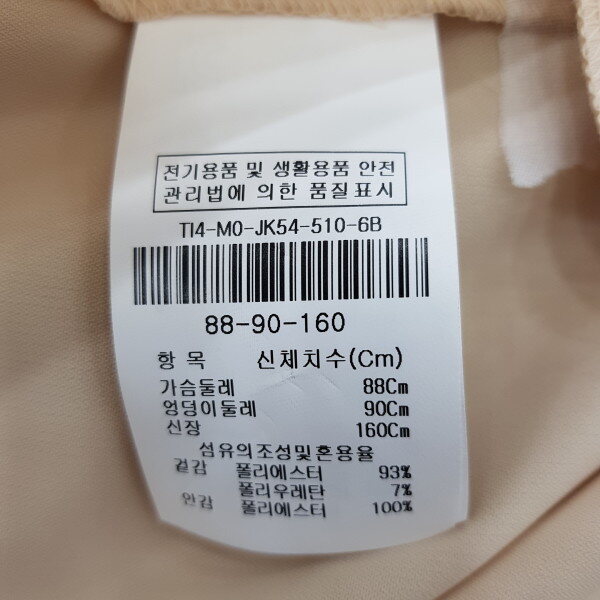 전기용품 및 생활용품 안전
관리법에 의한 품질표시
TI4-M0-JK54-510-6B
88-90-160
항 목 신체치수(Cm)
가슴둘레 88Cm
엉덩이둘레 90Cm
신장 160Cm
섬유의조성및혼용율
겉감 폴리에스터 93%
폴리우레탄 7%
안감 폴리에스터 100%